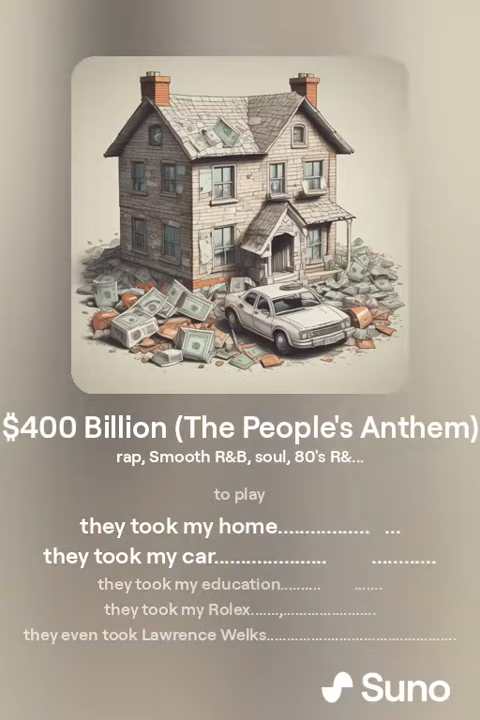 $400 Billion (The People's Anthem)
rap, Smooth R&B, soul, 80's R&...
to play
they took my home................. ...
they took my car..................... ............
they took my education.......... .......
they took my Rolex......,.......................
they even took Lawrence Welks...............................................
Suno